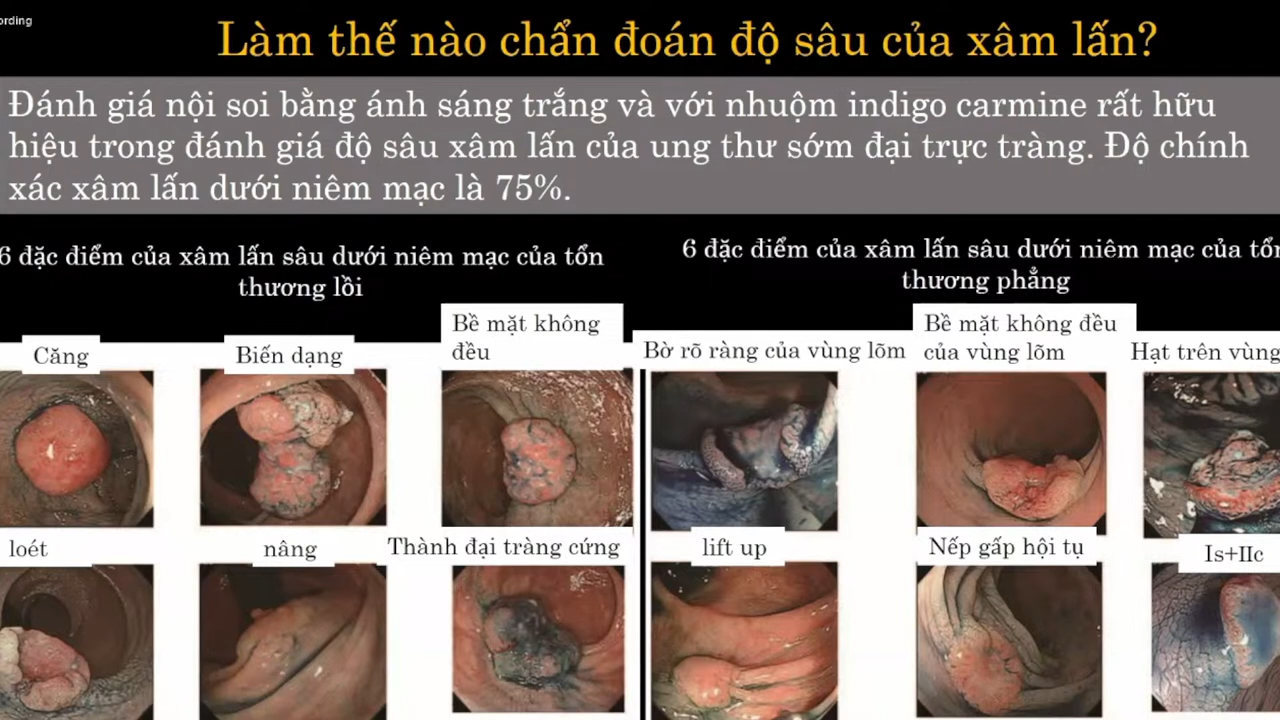 ording
Làm thế nào chẩn đoán độ sâu của xâm lấn?
Đánh giá nội soi bằng ánh sáng trắng và với nhuộm indigo carmine rất hữu
hiệu trong đánh giá độ sâu xâm lấn của ung thư sớm đại trực tràng. Độ chính
xác xâm lấn dưới niêm mạc là 75%.
6 đặc điểm của xâm lấn sâu dưới niêm mạc của tổn
thương lồi
6 đặc điểm của xâm lấn sâu dưới niêm mạc của tổn
thương phẳng
Căng
Biến dạng
Bề mặt không
đều
Bờ rõ ràng của vùng lõm
Bề mặt không đều
của vùng lõm
Hạt trên vùng
loét
nâng
Thành đại tràng cứng
lift up
Nếp gấp hội tụ
Is+IIc